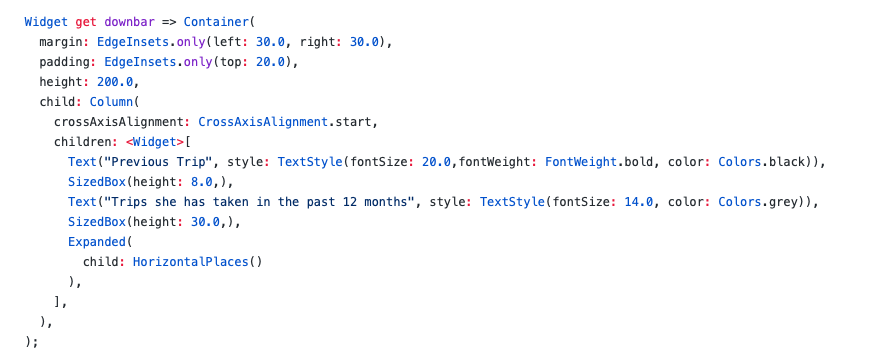 Widget get downbar => Container(
  margin: EdgeInsets.only(left: 30.0, right: 30.0),
  padding: EdgeInsets.only(top: 20.0),
  height: 200.0,
  child: Column(
    crossAxisAlignment: CrossAxisAlignment.start,
    children: <Widget>[
      Text("Previous Trip", style: TextStyle(fontSize: 20.0,fontWeight: FontWeight.bold, color: Colors.black)),
      SizedBox(height: 8.0,),
      Text("Trips she has taken in the past 12 months", style: TextStyle(fontSize: 14.0, color: Colors.grey)),
      SizedBox(height: 30.0,),
      Expanded(
        child: HorizontalPlaces()
      ),
    ],
  ),
);